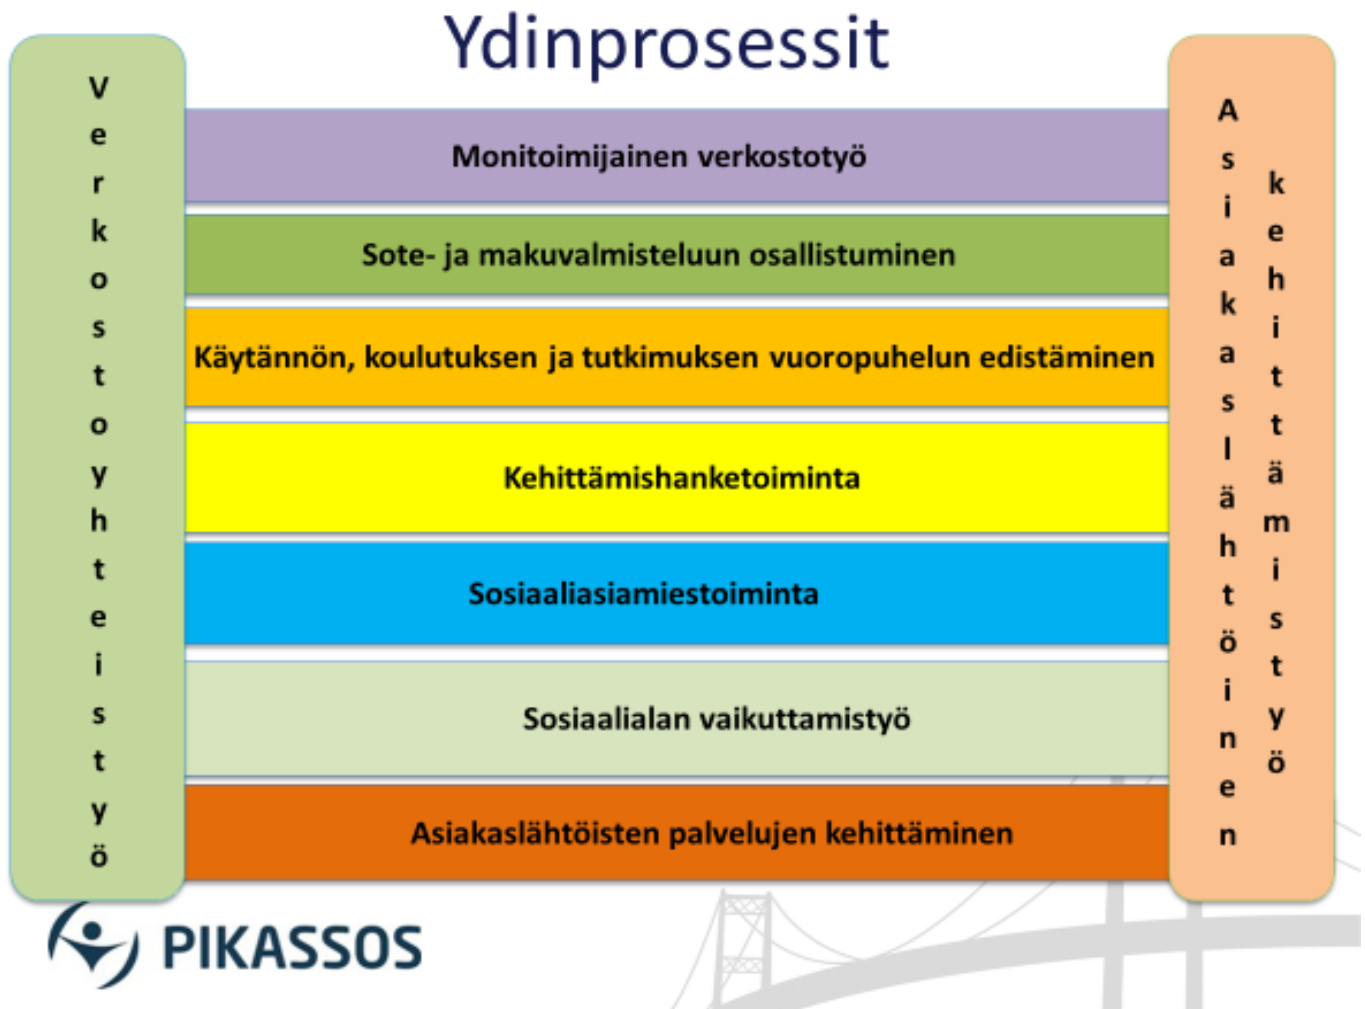 Ydinprosessit
Verkostoyhteistyö
Monitoimijainen verkostotyö
Sote- ja makuvalmisteluun osallistuminen
Käytännön, koulutuksen ja tutkimuksen vuoropuhelun edistäminen
Kehittämishanketoiminta
Sosiaaliasiamiestoiminta
Sosiaalialan vaikuttamistyö
Asiakaslähtöisten palvelujen kehittäminen
Asiakaslähtöinen
kehittämistyö
PIKASSOS